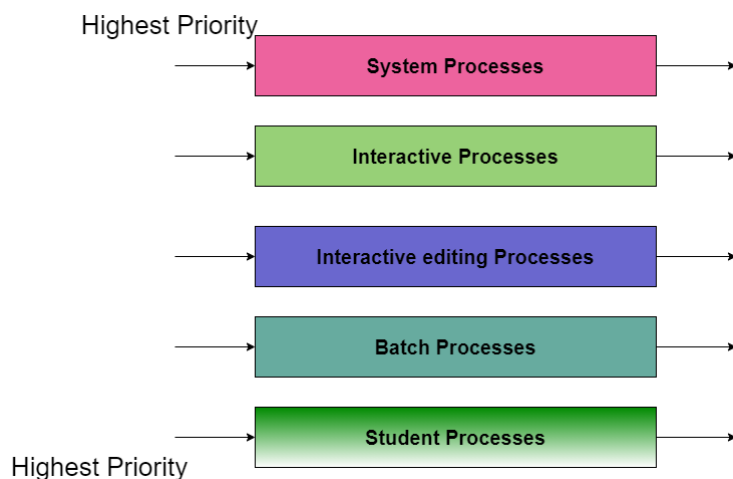 Highest Priority
System Processes
Interactive Processes
Interactive editing Processes
Batch Processes
Student Processes
Highest Priority